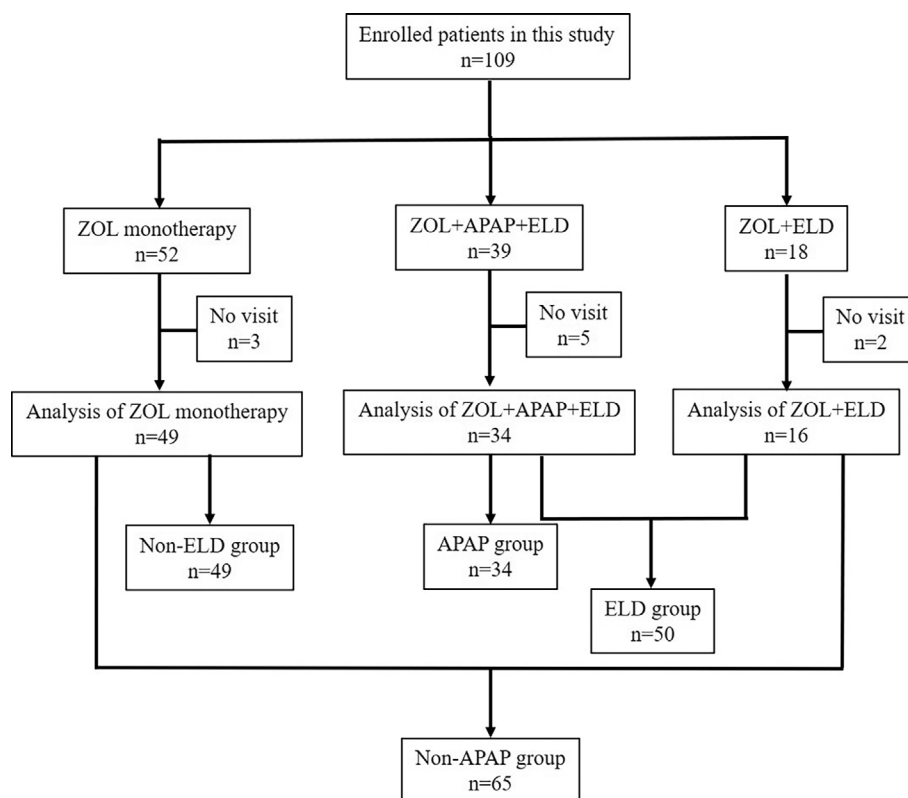 Enrolled patients in this study
n=109
ZOL monotherapy
n=52
ZOL+APAP+ELD
n=39
ZOL+ELD
n=18
No visit
n=3
No visit
n=5
No visit
n=2
Analysis of ZOL monotherapy
n=49
Analysis of ZOL+APAP+ELD
n=34
Analysis of ZOL+ELD
n=16
Non-ELD group
n=49
APAP group
n=34
ELD group
n=50
Non-APAP group
n=65